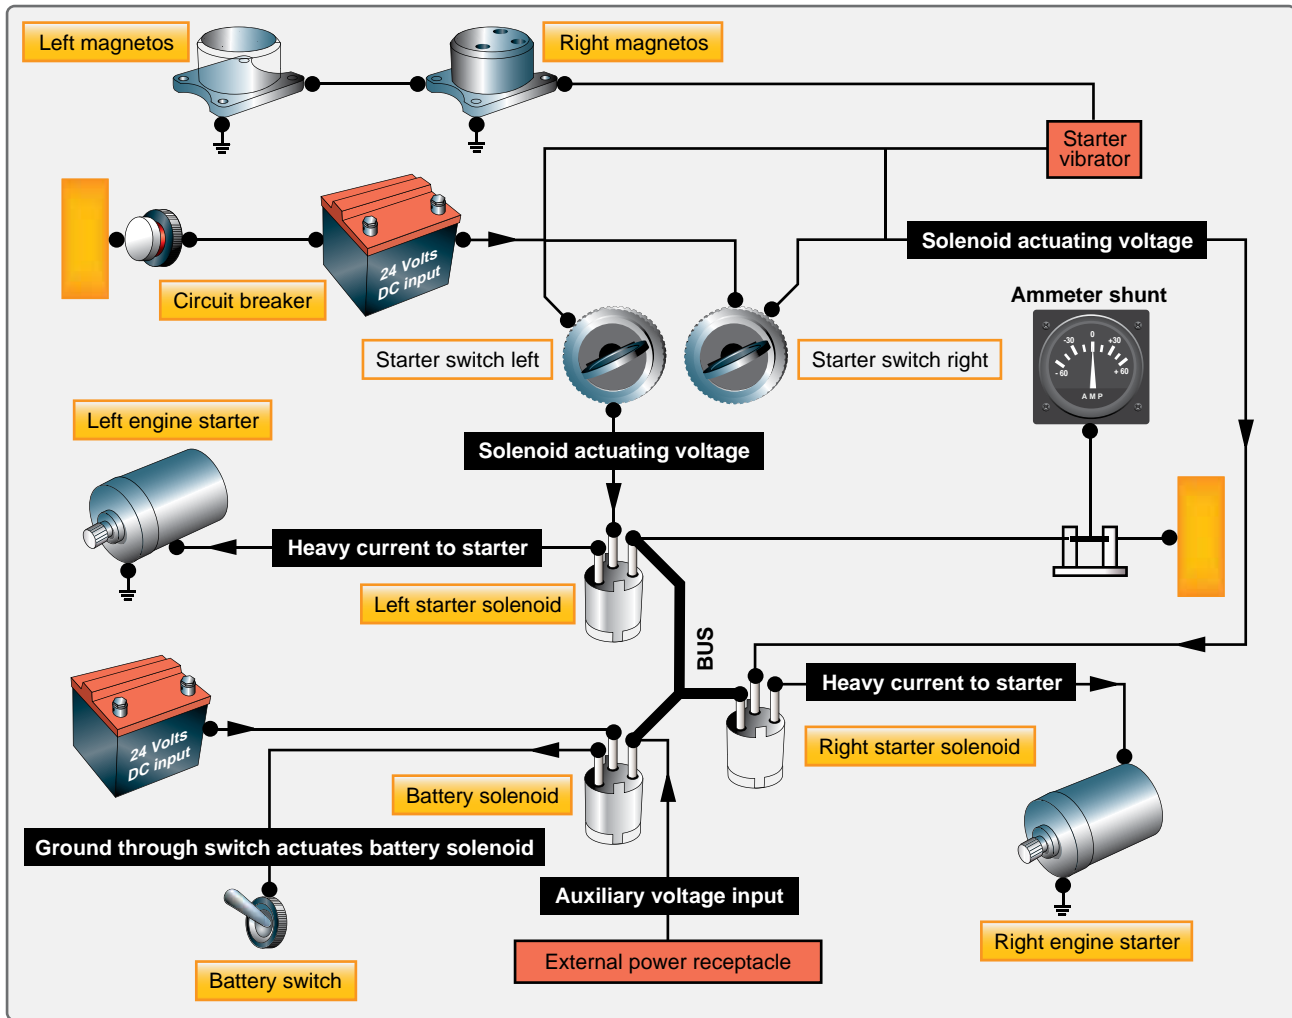 Left magnetos
Right magnetos
Starter
vibrator
24 Volts
DC input
Circuit breaker
Solenoid actuating voltage
Ammeter shunt
-60
-30
0
+30
+60
AMP
Starter switch left
Starter switch right
Left engine starter
Solenoid actuating voltage
Heavy current to starter
Left starter solenoid
BUS
Heavy current to starter
Right starter solenoid
24 Volts
DC input
Battery solenoid
Ground through switch actuates battery solenoid
Auxiliary voltage input
Battery switch
External power receptacle
Right engine starter